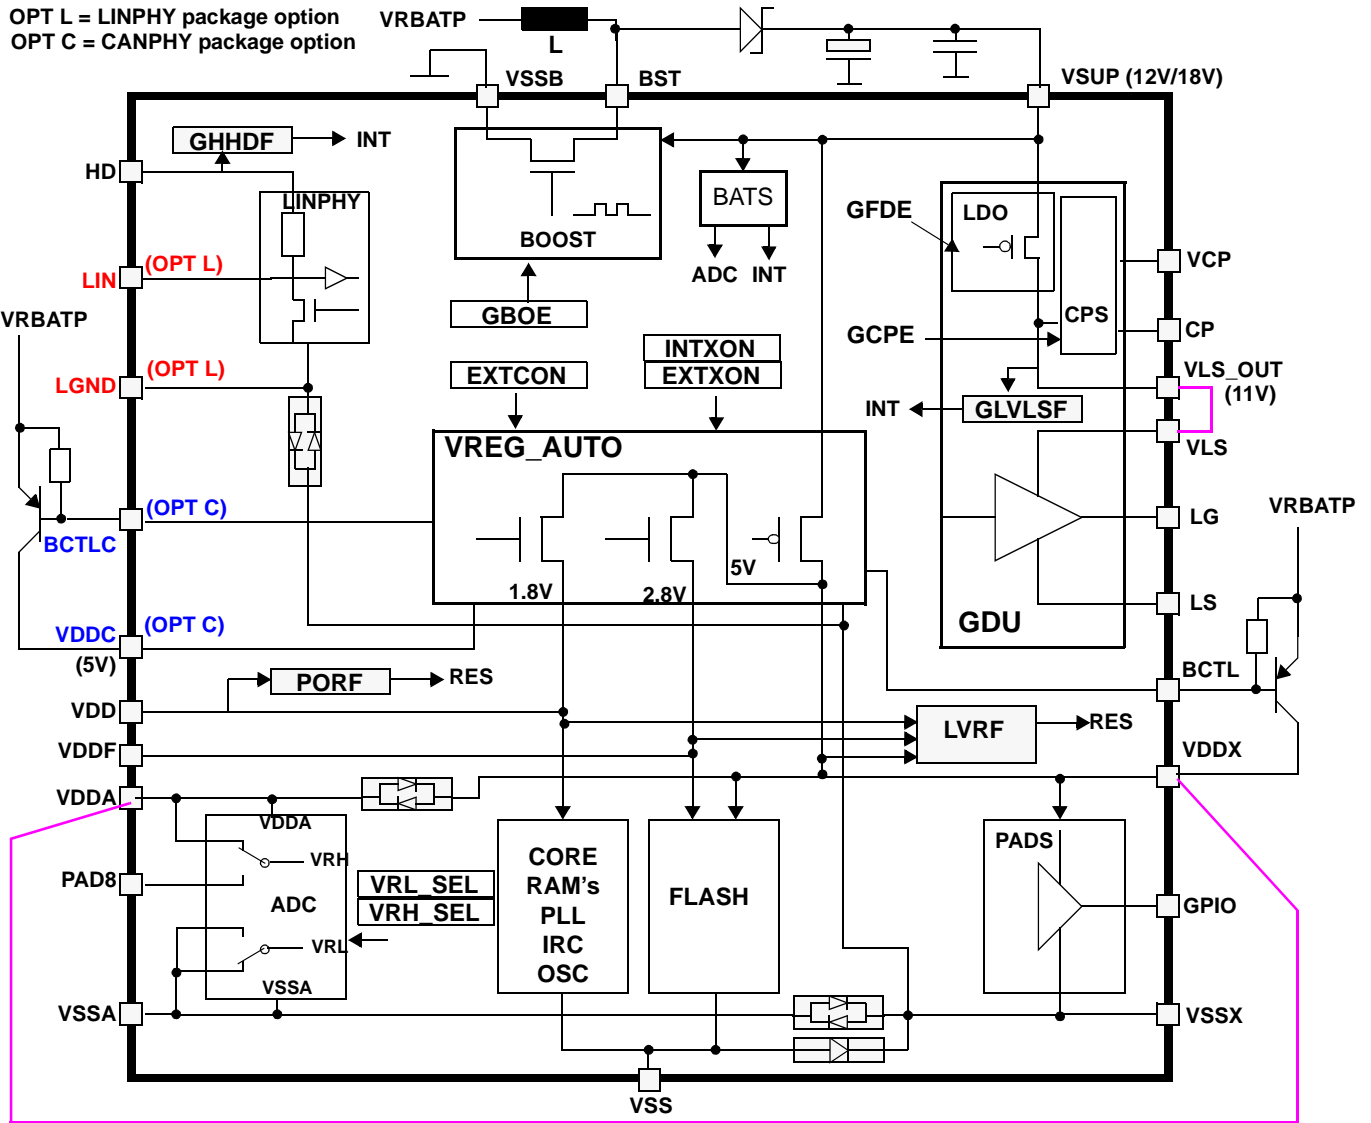 OPT L = LINPHY package option
OPT C = CANPHY package option
VRBATP
L
VSSB
BST
VSUP (12V/18V)
GHHDF
INT
HD
LINPHY
BOOST
BATS
ADC
INT
GFDE
LDO
CPS
VCP
LIN
(OPT L)
GBOE
VRBATP
GCPE
CP
INTXON
EXTCON
EXTXON
LGND
(OPT L)
VLS_OUT
(11V)
INT
GLVLSF
VREG_AUTO
VLS
(OPT C)
BCTLC
LG
VRBATP
5V
1.8V
2.8V
LS
GDU
VDDC
(5V)
(OPT C)
BCTL
PORF
RES
VDD
LVRF
RES
VDDF
VDDX
VDDA
VDDA
VRH
PAD8
ADC
VRL
VSSA
VRL_SEL
VRH_SEL
CORE
RAM's
PLL
IRC
OSC
FLASH
PADS
GPIO
VSSA
VSSX
VSS